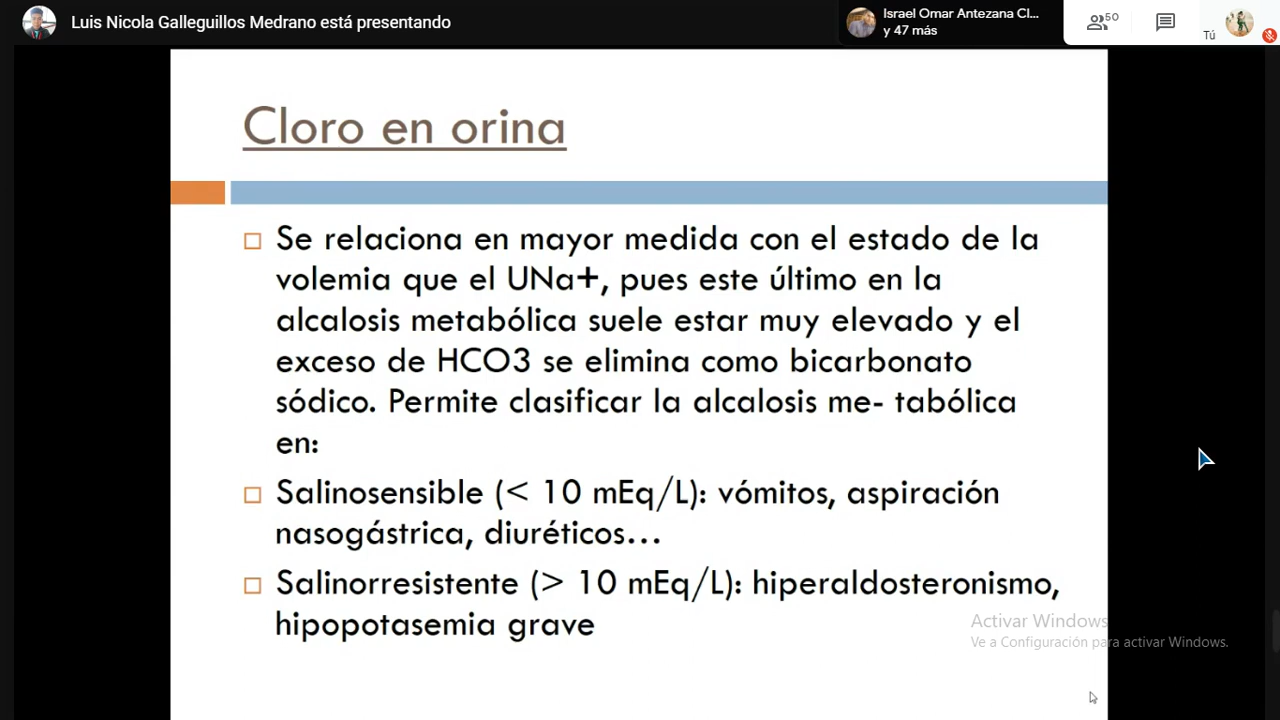 Luis Nicola Galleguillos Medrano está presentando
Israel Omar Antezana Cl...
y 47 más
50
Tú
Cloro en orina
Se relaciona en mayor medida con el estado de la
volemia que el UNa+, pues este último en la
alcalosis metabólica suele estar muy elevado y el
exceso de HCO3 se elimina como bicarbonato
sódico. Permite clasificar la alcalosis me- tabólica
en:
Salinosensible (< 10 mEq/L): vómitos, aspiración
nasogástrica, diuréticos...
Salinorresistente (> 10 mEq/L): hiperaldosteronismo,
hipopotasemia grave
Activar Windows
Ve a Configuración para activar Windows.